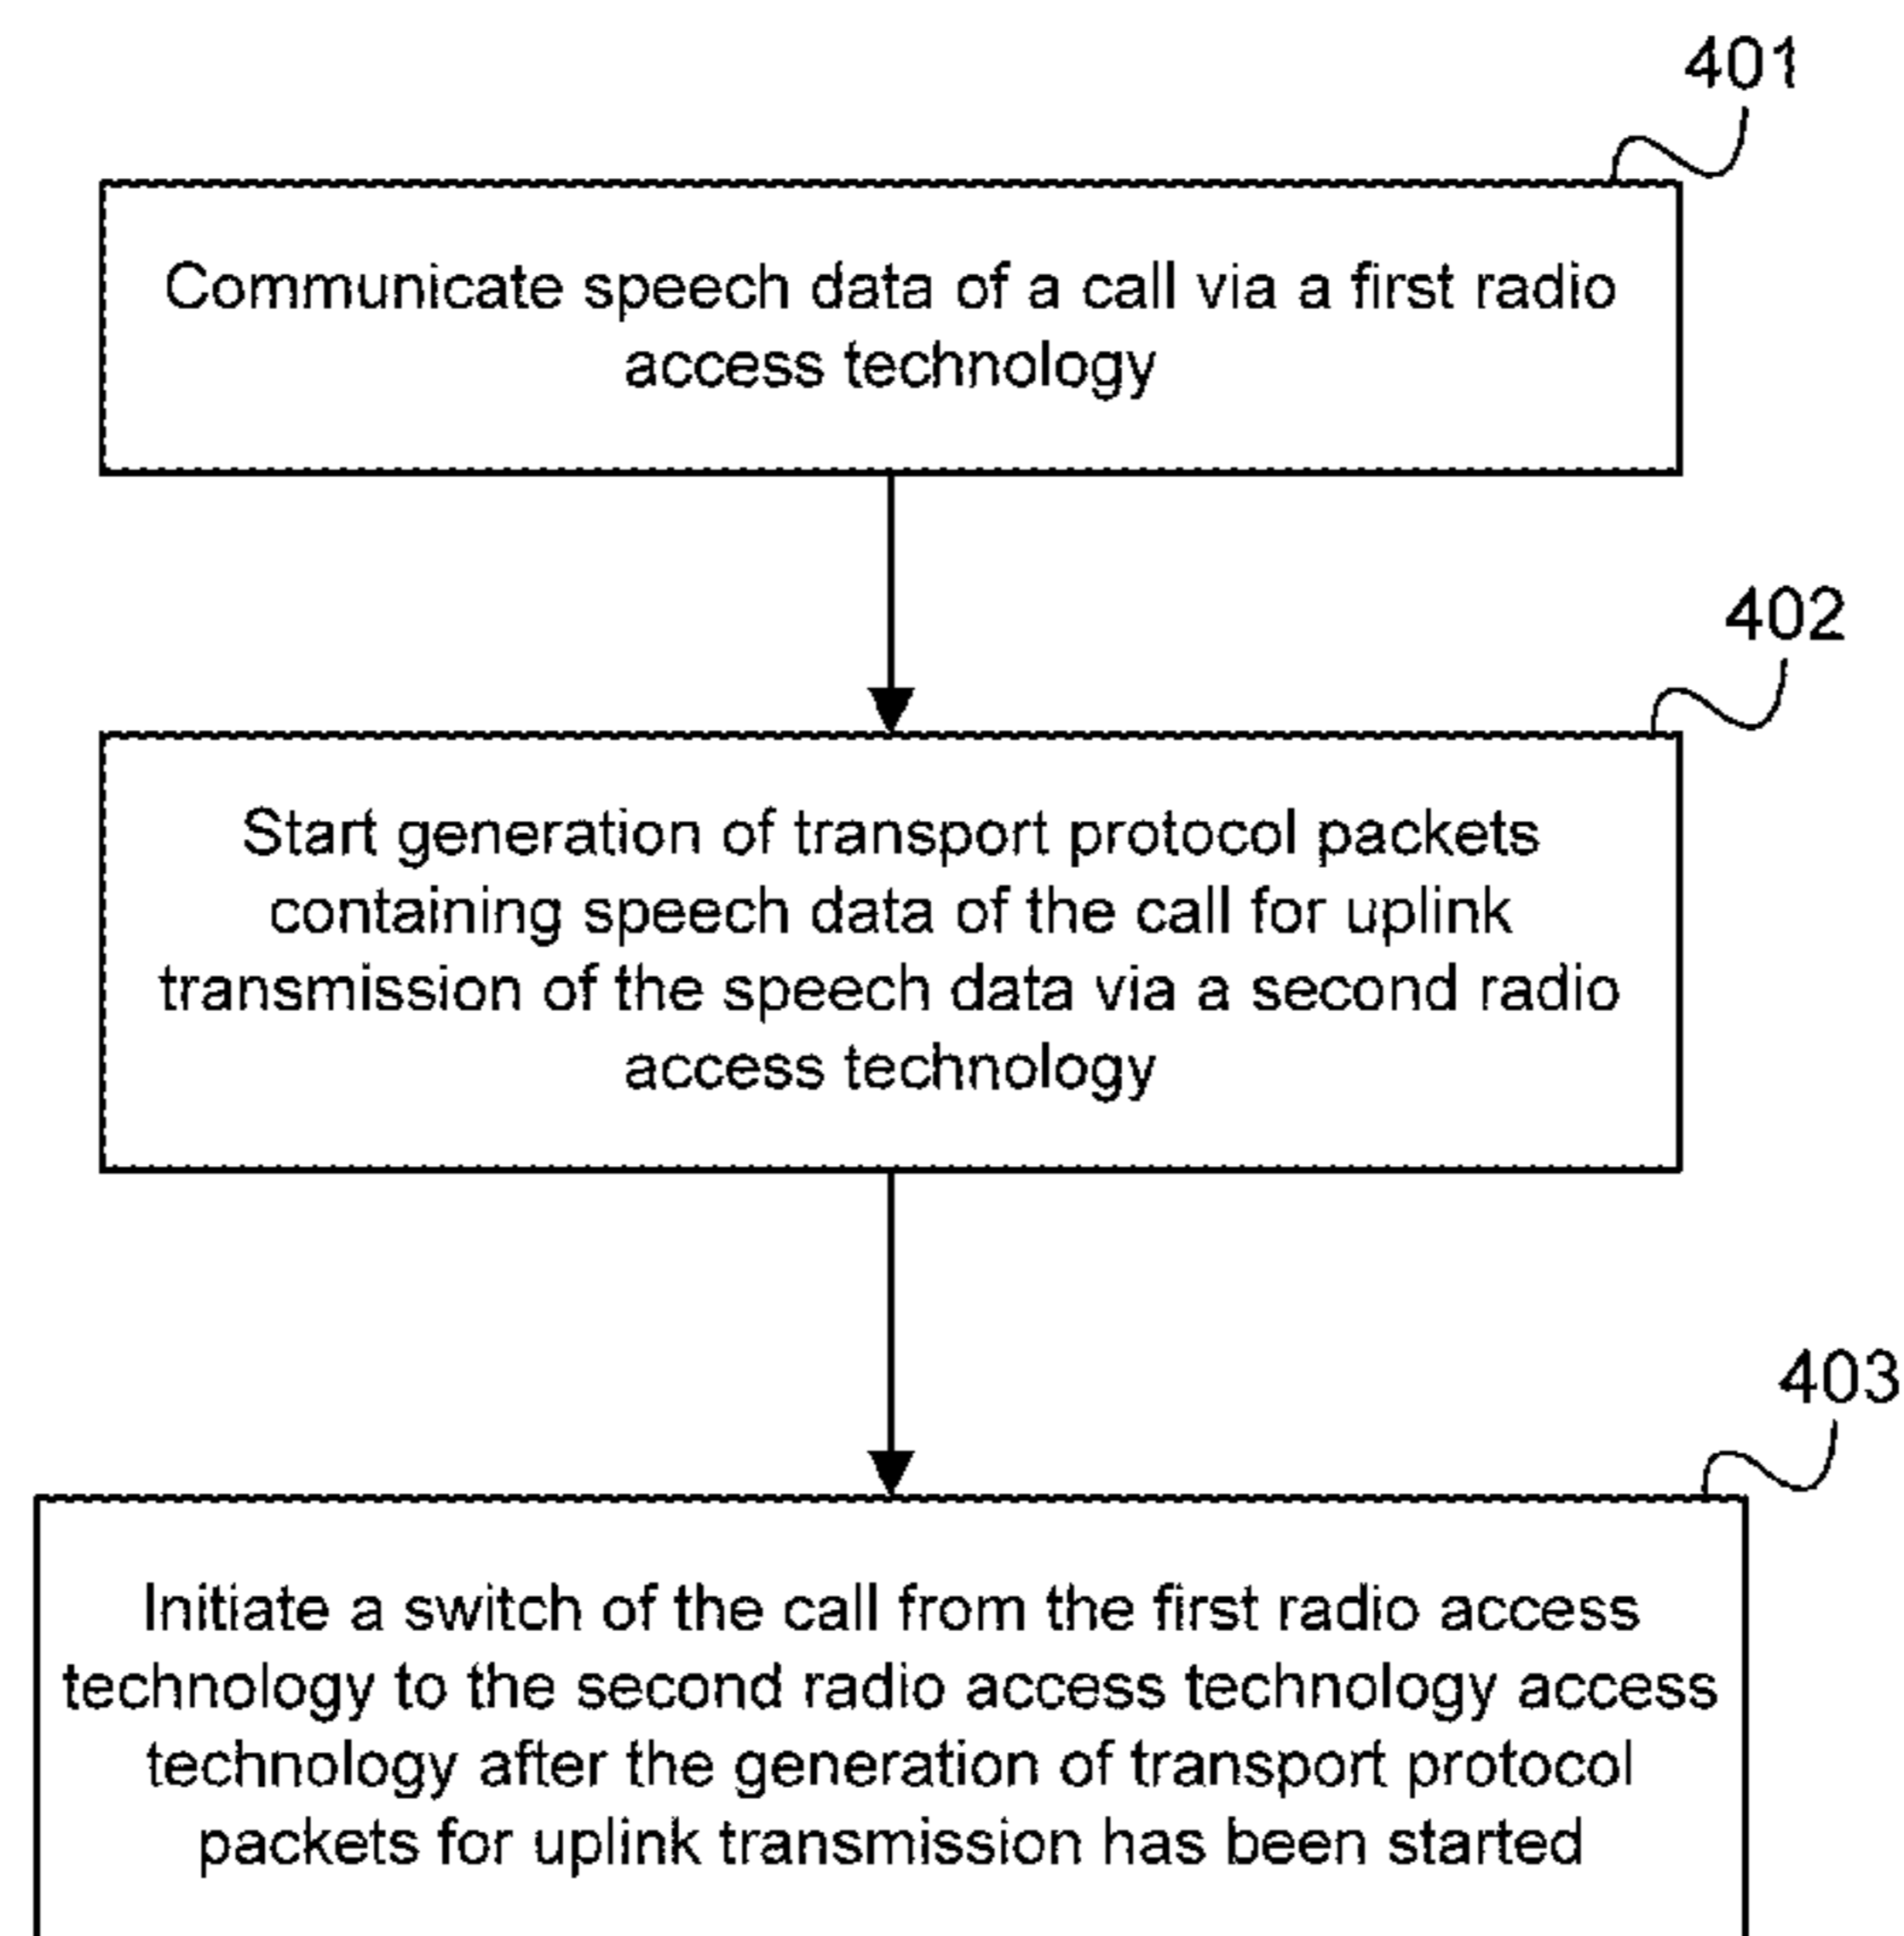 401
Communicate speech data of a call via a first radio
access technology
402
Start generation of transport protocol packets
containing speech data of the call for uplink
transmission of the speech data via a second radio
access technology
403
Initiate a switch of the call from the first radio access
technology to the second radio access technology access
technology after the generation of transport protocol
packets for uplink transmission has been started